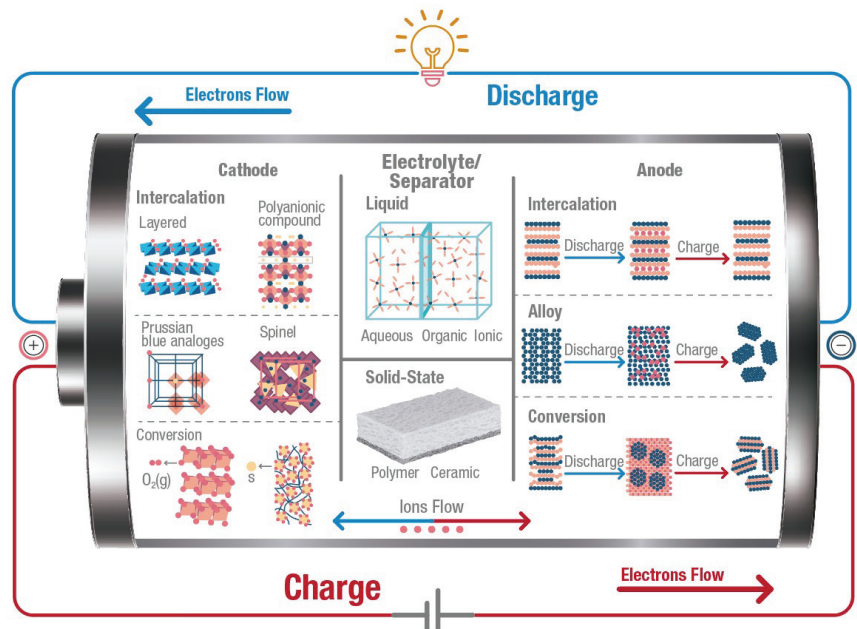 Electrons Flow
Discharge
Cathode
Electrolyte/
Separator
Anode
Intercalation
Layered
Polyanionic
compound
Liquid
Intercalation
Discharge
Charge
Aqueous Organic Ionic
Alloy
Discharge
Charge
Prussian
blue analoges
Spinel
+
−
Solid-State
Polymer Ceramic
Conversion
O₂(g)
S
Conversion
Discharge
Charge
Ions Flow
Electrons Flow
Charge